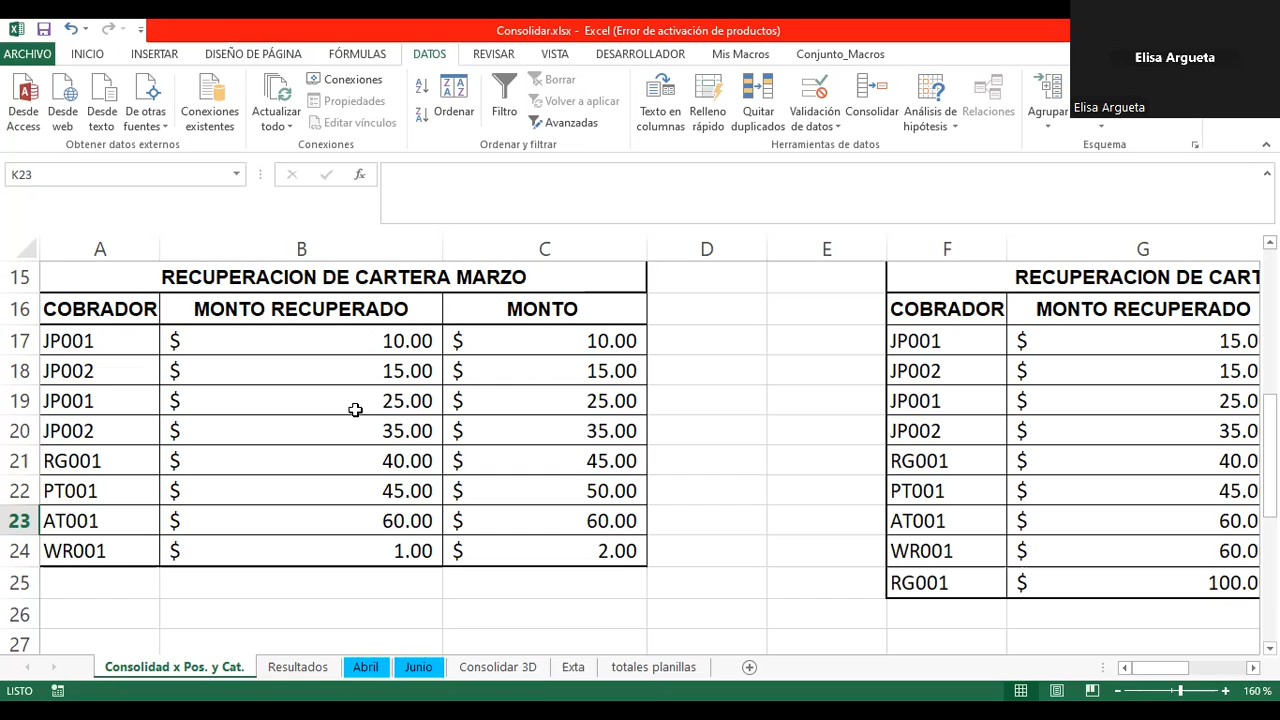 Consolidar.xlsx - Excel (Error de activación de productos)
Elisa Argueta
Elisa Argueta
ARCHIVO INICIO INSERTAR DISEÑO DE PÁGINA FÓRMULAS DATOS REVISAR VISTA DESARROLLADOR Mis Macros Conjunto_Macros
Desde Access
Desde web
Desde texto
De otras fuentes
Conexiones existentes
Actualizar todo
Conexiones
Propiedades
Editar vínculos
Ordenar
Filtro
Borrar
Volver a aplicar
Avanzadas
Texto en columnas
Relleno rápido
Quitar duplicados
Validación de datos
Consolidar
Análisis de hipótesis
Relaciones
Agrupar
Obtener datos externos Conexiones Ordenar y filtrar Herramientas de datos Esquema
K23 fx
A B C D E F G
15 RECUPERACION DE CARTERA MARZO RECUPERACION DE CART
16 COBRADOR MONTO RECUPERADO MONTO COBRADOR MONTO RECUPERADO
17 JP001 $ 10.00 $ 10.00 JP001 $ 15.0
18 JP002 $ 15.00 $ 15.00 JP002 $ 15.0
19 JP001 $ 25.00 $ 25.00 JP001 $ 25.0
20 JP002 $ 35.00 $ 35.00 JP002 $ 35.0
21 RG001 $ 40.00 $ 45.00 RG001 $ 40.0
22 PT001 $ 45.00 $ 50.00 PT001 $ 45.0
23 AT001 $ 60.00 $ 60.00 AT001 $ 60.0
24 WR001 $ 1.00 $ 2.00 WR001 $ 60.0
25 RG001 $ 100.0
26
27
Consolidad x Pos. y Cat. Resultados Abril Junio Consolidar 3D Exta totales planillas
LISTO 160 %